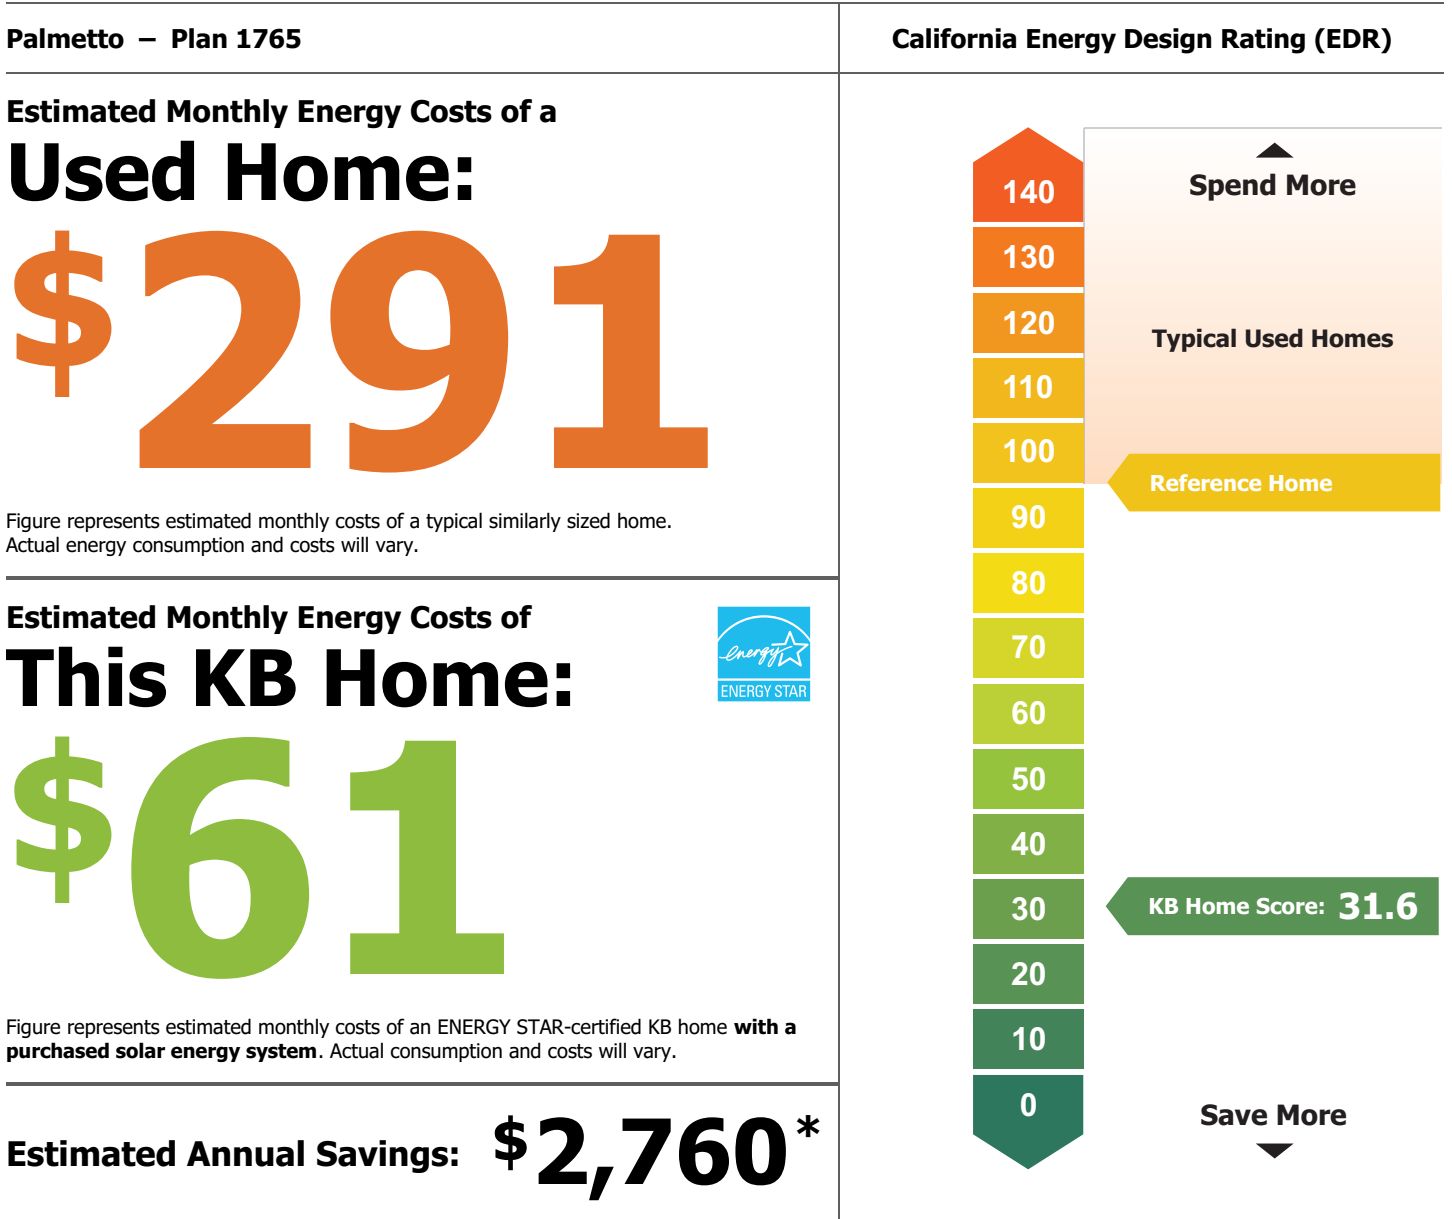 Palmetto – Plan 1765
Estimated Monthly Energy Costs of a
Used Home:
$291
Figure represents estimated monthly costs of a typical similarly sized home.
Actual energy consumption and costs will vary.
Estimated Monthly Energy Costs of
This KB Home:
energy
ENERGY STAR
$61
Figure represents estimated monthly costs of an ENERGY STAR-certified KB home with a
purchased solar energy system. Actual consumption and costs will vary.
Estimated Annual Savings: $2,760*
California Energy Design Rating (EDR)
Spend More
140
130
120
Typical Used Homes
110
100
Reference Home
90
80
70
60
50
40
30
KB Home Score: 31.6
20
10
0
Save More